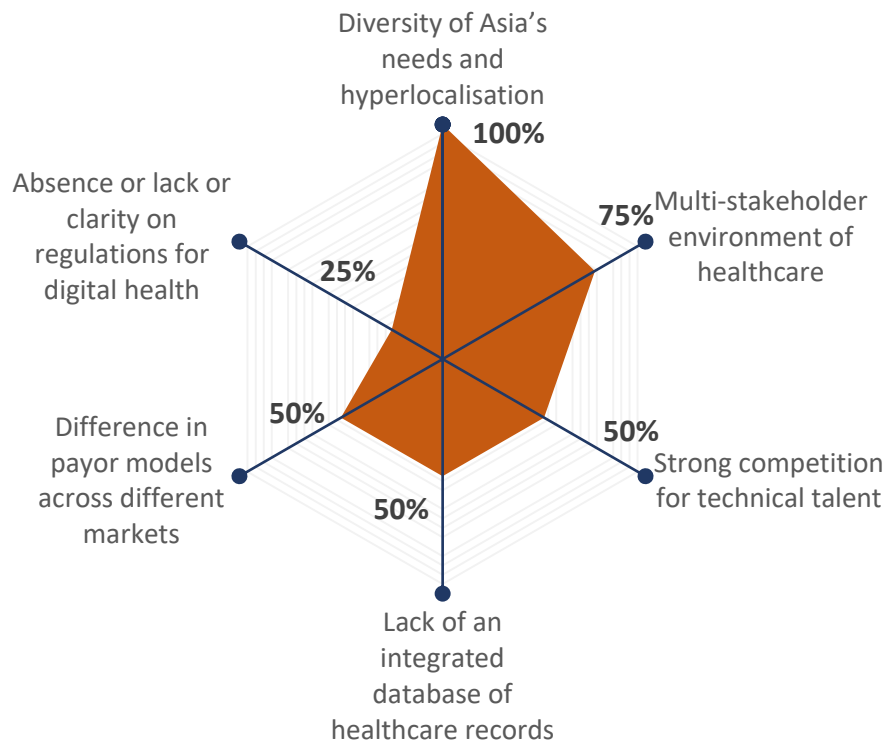 Diversity of Asia's
needs and
hyperlocalisation
100%
75%
Multi-stakeholder
environment of
healthcare
50%
Strong competition
for technical talent
50%
Lack of an
integrated
database of
healthcare records
50%
Difference in
payor models
across different
markets
25%
Absence or lack or
clarity on
regulations for
digital health